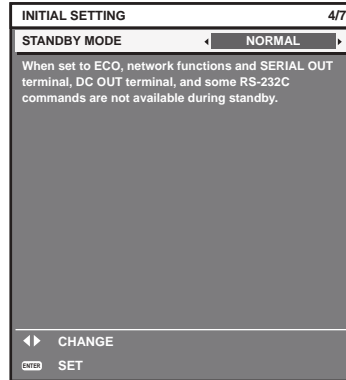 INITIAL SETTING 4/7
STANDBY MODE NORMAL
When set to ECO, network functions and SERIAL OUT
terminal, DC OUT terminal, and some RS-232C
commands are not available during standby.
CHANGE
ENTER SET